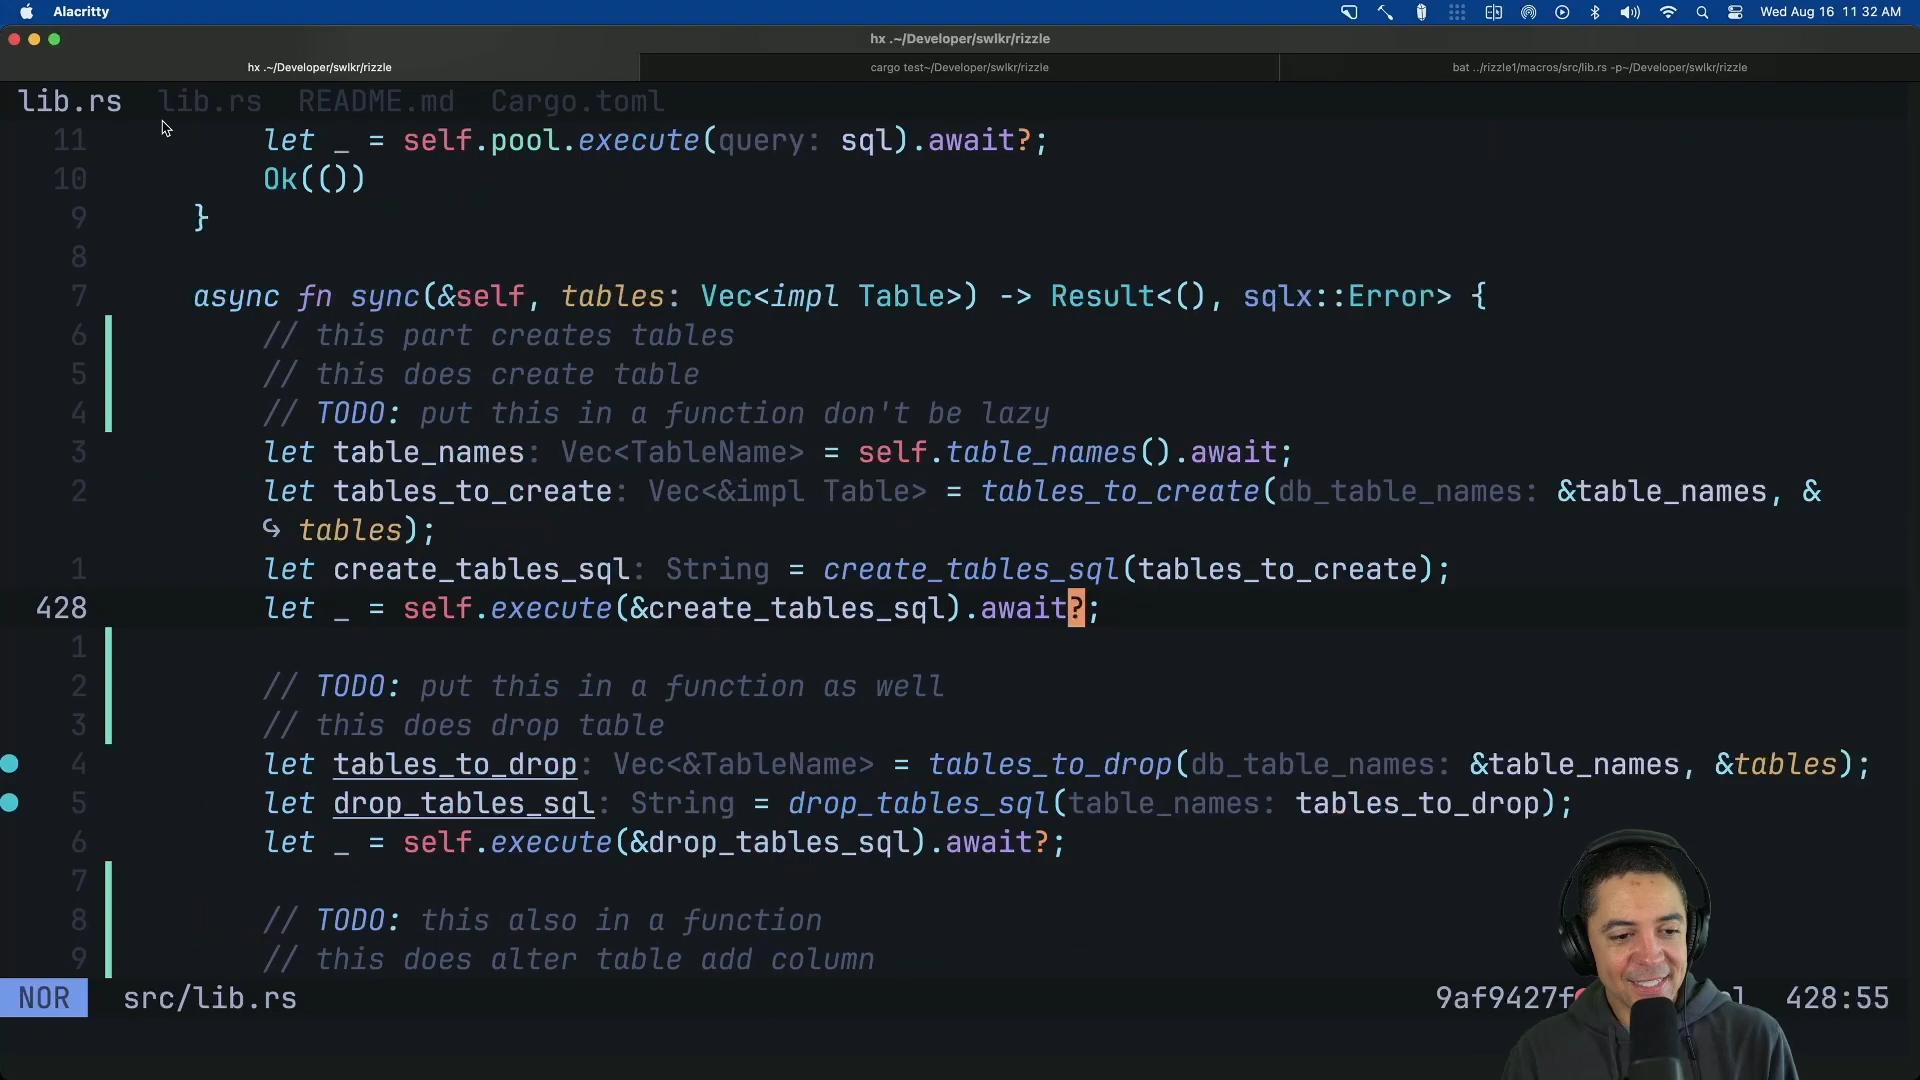 Alacritty
Wed Aug 16 11 32 AM
hx .~/Developer/swlkr/rizzle
hx .~/Developer/swlkr/rizzle
cargo test~/Developer/swlkr/rizzle
bat ../rizzle1/macros/src/lib.rs -p~/Developer/swlkr/rizzle
lib.rs lib.rs README.md Cargo.toml
11 let _ = self.pool.execute(query: sql).await?;
10 Ok(())
9 }
8
7 async fn sync(&self, tables: Vec<impl Table>) -> Result<(), sqlx::Error> {
6 // this part creates tables
5 // this does create table
4 // TODO: put this in a function don't be lazy
3 let table_names: Vec<TableName> = self.table_names().await;
2 let tables_to_create: Vec<&impl Table> = tables_to_create(db_table_names: &table_names, &
↪ tables);
1 let create_tables_sql: String = create_tables_sql(tables_to_create);
428 let _ = self.execute(&create_tables_sql).await?;
1
2 // TODO: put this in a function as well
3 // this does drop table
4 let tables_to_drop: Vec<&TableName> = tables_to_drop(db_table_names: &table_names, &tables);
5 let drop_tables_sql: String = drop_tables_sql(table_names: tables_to_drop);
6 let _ = self.execute(&drop_tables_sql).await?;
7
8 // TODO: this also in a function
9 // this does alter table add column
NOR src/lib.rs 9af9427f 428:55